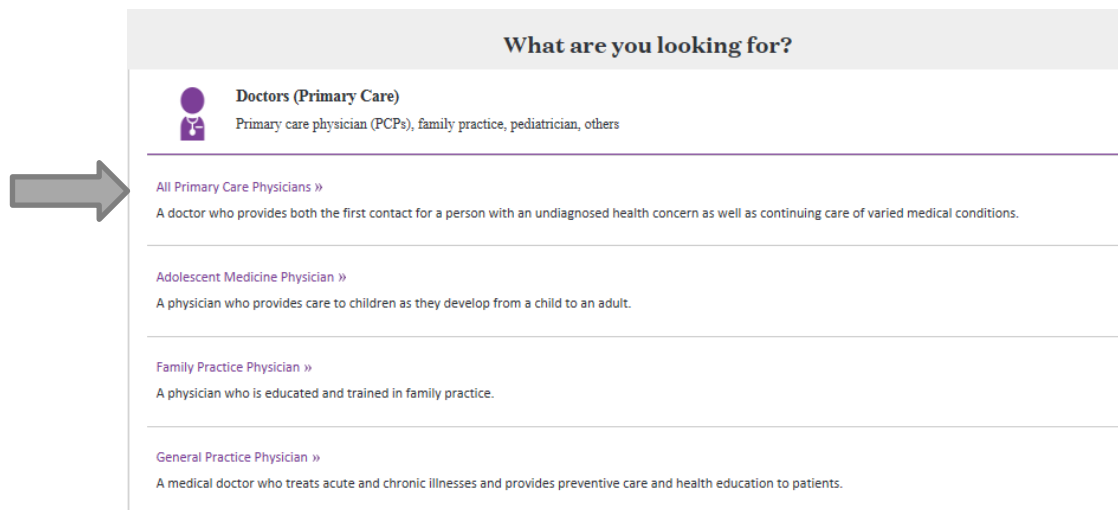 What are you looking for?
Doctors (Primary Care)
Primary care physician (PCPs), family practice, pediatrician, others
All Primary Care Physicians »
A doctor who provides both the first contact for a person with an undiagnosed health concern as well as continuing care of varied medical conditions.
Adolescent Medicine Physician »
A physician who provides care to children as they develop from a child to an adult.
Family Practice Physician »
A physician who is educated and trained in family practice.
General Practice Physician »
A medical doctor who treats acute and chronic illnesses and provides preventive care and health education to patients.